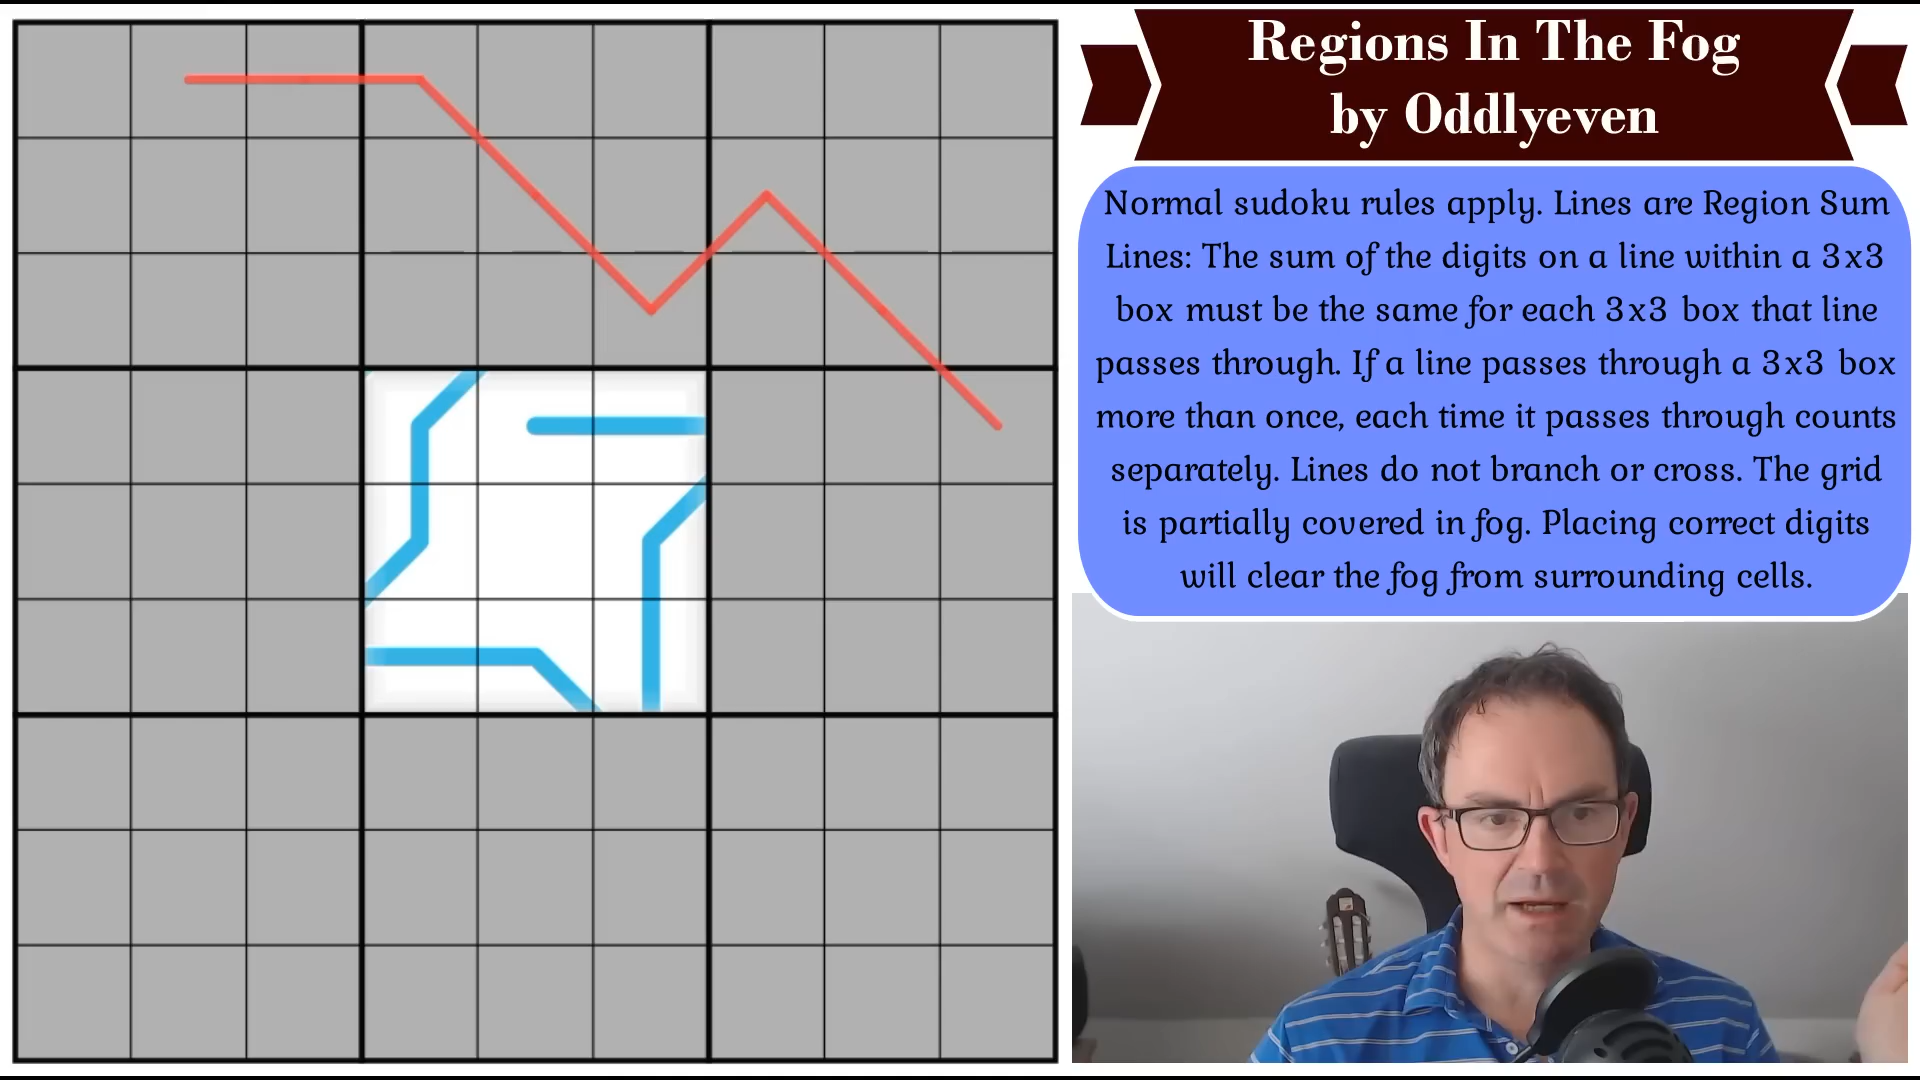 Regions In The Fog
by Oddlyeven
Normal sudoku rules apply. Lines are Region Sum
Lines: The sum of the digits on a line within a 3x3
box must be the same for each 3x3 box that line
passes through. If a line passes through a 3x3 box
more than once, each time it passes through counts
separately. Lines do not branch or cross. The grid
is partially covered in fog. Placing correct digits
will clear the fog from surrounding cells.